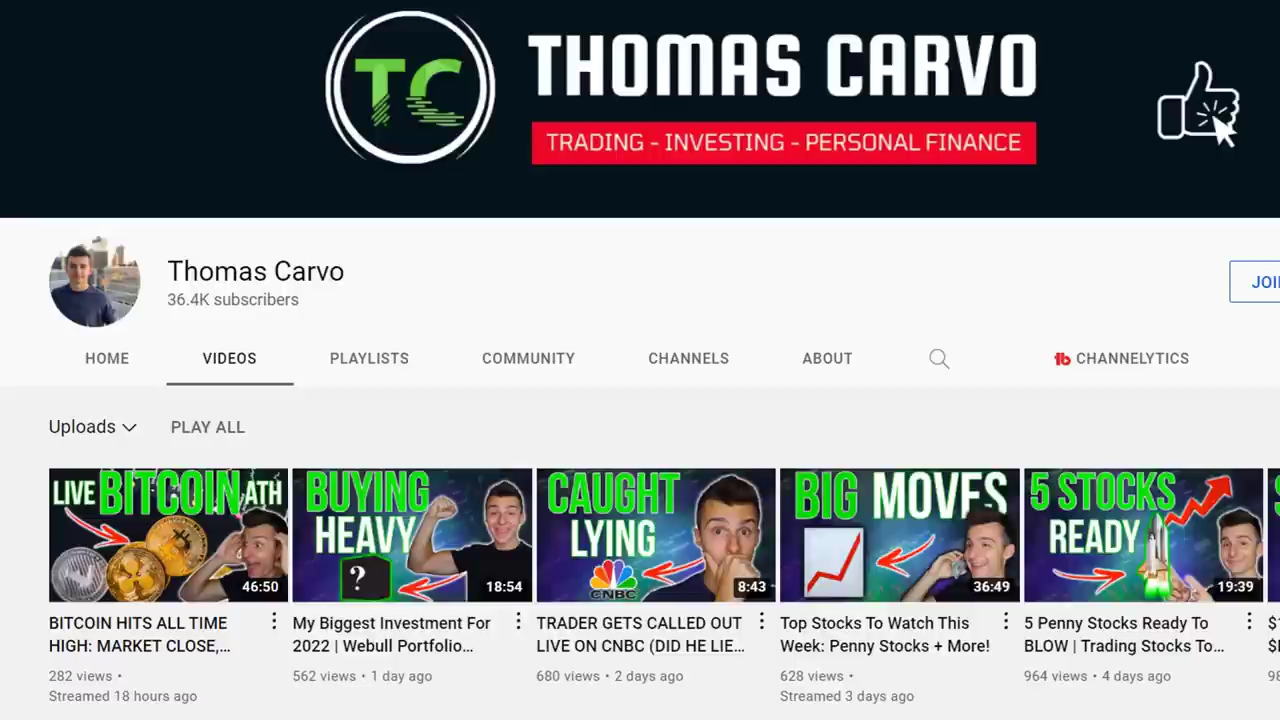 TC
THOMAS CARVO
TRADING - INVESTING - PERSONAL FINANCE
Thomas Carvo
36.4K subscribers
JOI
HOME VIDEOS PLAYLISTS COMMUNITY CHANNELS ABOUT CHANNELYTICS
Uploads PLAY ALL
LIVE BITCOIN ATH
46:50
BUYING
HEAVY
?
18:54
CAUGHT
LYING
CNBC
8:43
BIG MOVES
36:49
5 STOCKS
READY
19:39
BITCOIN HITS ALL TIME
HIGH: MARKET CLOSE,...
282 views •
Streamed 18 hours ago
My Biggest Investment For
2022 | Webull Portfolio...
562 views • 1 day ago
TRADER GETS CALLED OUT
LIVE ON CNBC (DID HE LIE...
680 views • 2 days ago
Top Stocks To Watch This
Week: Penny Stocks + More!
628 views •
Streamed 3 days ago
5 Penny Stocks Ready To
BLOW | Trading Stocks To...
964 views • 4 days ago